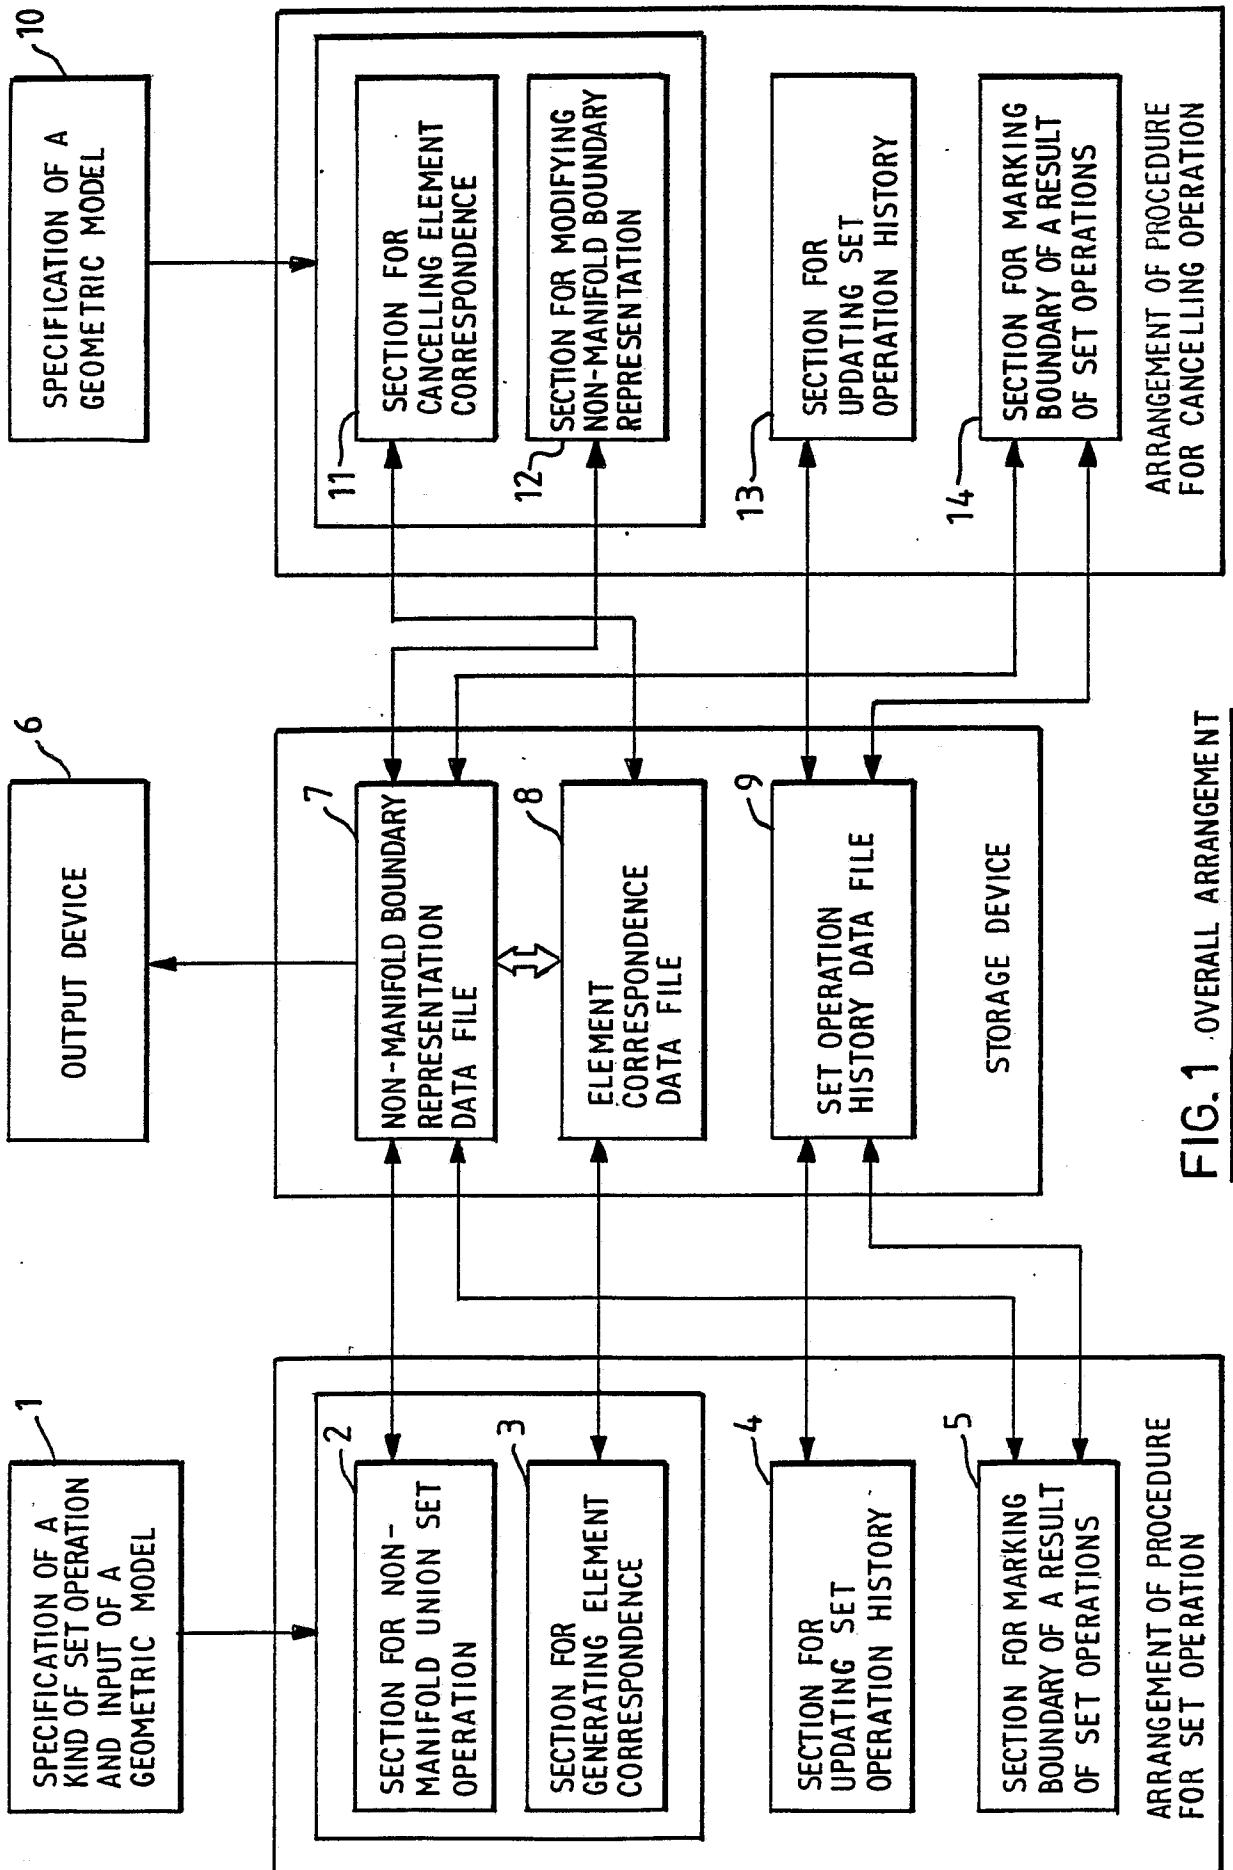 1
SPECIFICATION OF A
KIND OF SET OPERATION
AND INPUT OF A
GEOMETRIC MODEL
2
SECTION FOR NON-
MANIFOLD UNION SET
OPERATION
3
SECTION FOR
GENERATING ELEMENT
CORRESPONDENCE
4
SECTION FOR
UPDATING SET
OPERATION HISTORY
5
SECTION FOR MARKING
BOUNDARY OF A RESULT
OF SET OPERATIONS
ARRANGEMENT OF PROCEDURE
FOR SET OPERATION
6
OUTPUT DEVICE
7
NON-MANIFOLD BOUNDARY
REPRESENTATION
DATA FILE
8
ELEMENT
CORRESPONDENCE
DATA FILE
9
SET OPERATION
HISTORY DATA FILE
STORAGE DEVICE
10
SPECIFICATION OF A
GEOMETRIC MODEL
11
SECTION FOR
CANCELLING ELEMENT
CORRESPONDENCE
12
SECTION FOR MODIFYING
NON-MANIFOLD BOUNDARY
REPRESENTATION
13
SECTION FOR
UPDATING SET
OPERATION HISTORY
14
SECTION FOR MARKING
BOUNDARY OF A RESULT
OF SET OPERATIONS
ARRANGEMENT OF PROCEDURE
FOR CANCELLING OPERATION
FIG. 1 OVERALL ARRANGEMENT